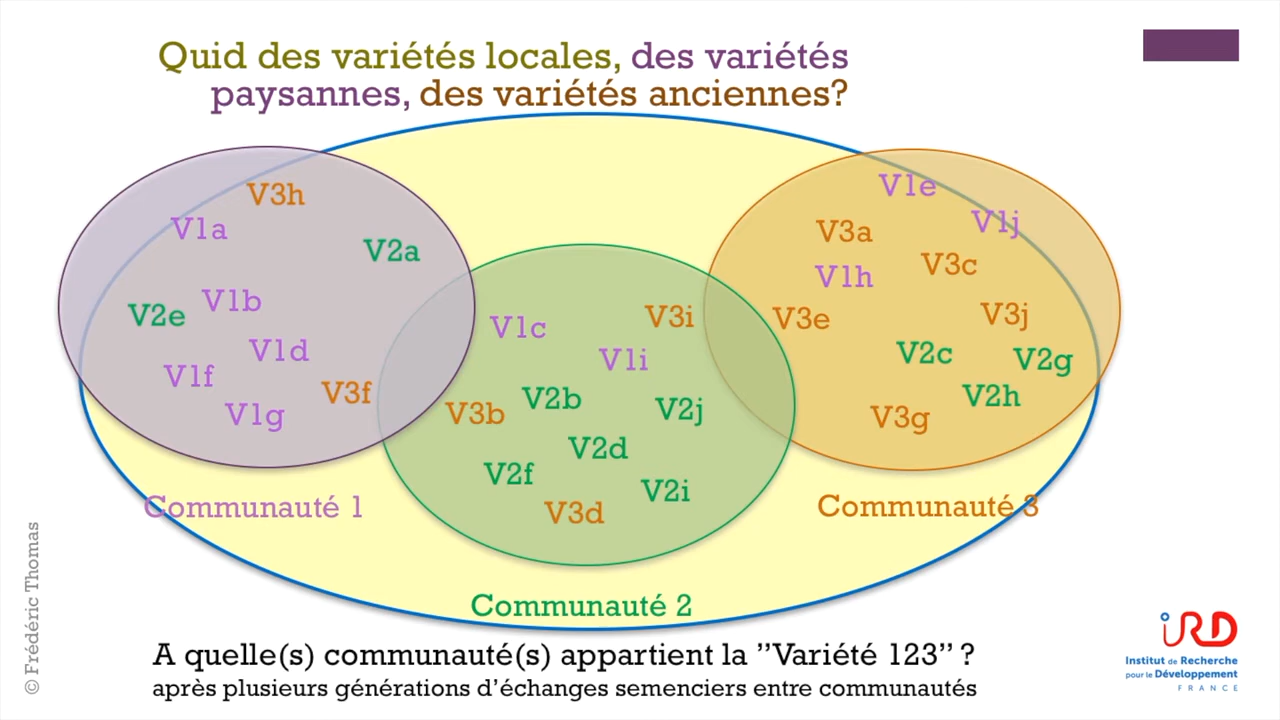 Quid des variétés locales, des variétés
paysannes, des variétés anciennes?
V3h
V1a
V2a
V2e
V1b
V1d
V1f
V3f
V1g
Communauté 1
V1c
V3i
V1i
V3b
V2b
V2j
V2d
V2f
V2i
V3d
Communauté 2
V1e
V1j
V3a
V3c
V1h
V3e
V3j
V2c
V2g
V2h
V3g
Communauté 3
A quelle(s) communauté(s) appartient la ”Variété 123” ?
après plusieurs générations d’échanges semenciers entre communautés
© Frédéric Thomas
IRD
Institut de Recherche
pour le Développement
FRANCE